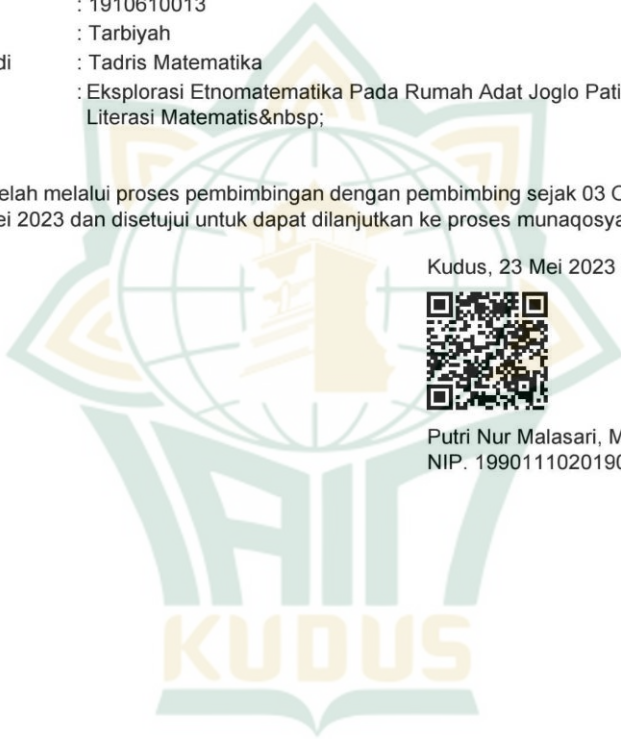 : 1910610013
: Tarbiyah
di : Tadris Matematika
: Eksplorasi Etnomatematika Pada Rumah Adat Joglo Pati
Literasi Matematis&nbsp;
elah melalui proses pembimbingan dengan pembimbing sejak 03 O
ei 2023 dan disetujui untuk dapat dilanjutkan ke proses munaqosya
Kudus, 23 Mei 2023
Putri Nur Malasari, M
NIP. 1990111020190
IAIN
KUDUS